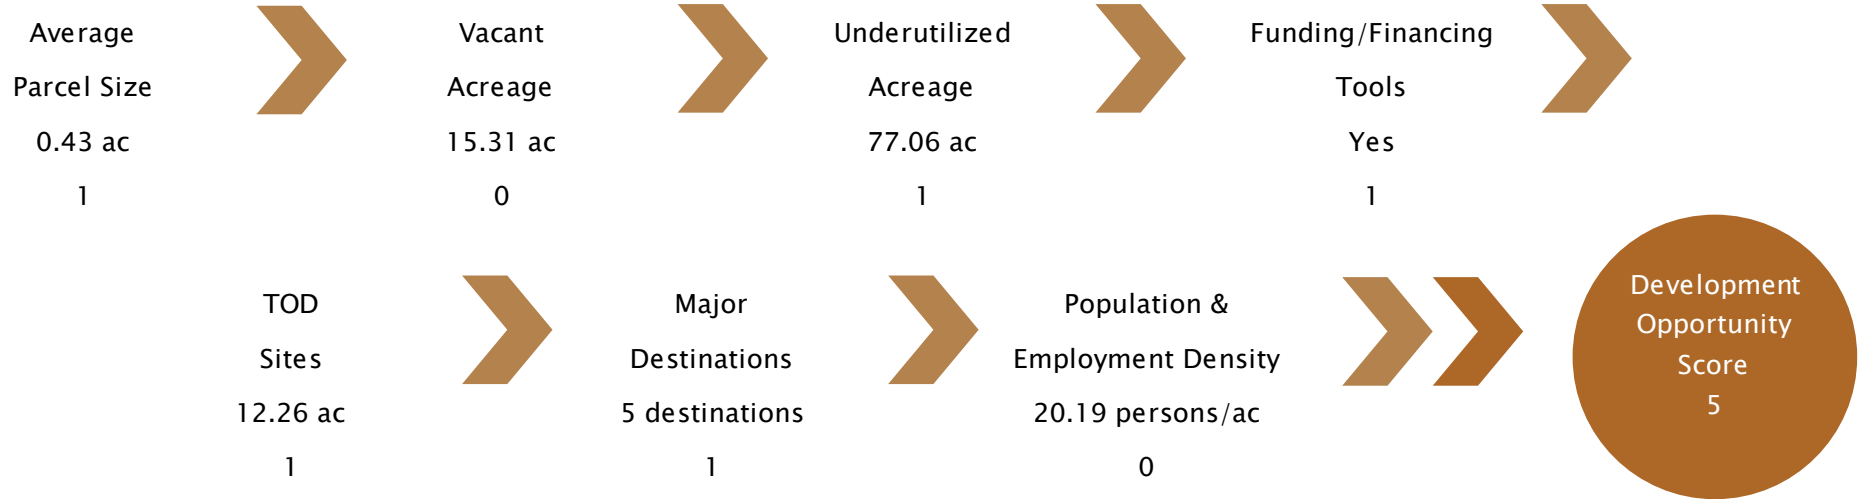 Average
Parcel Size
0.43 ac
1
Vacant
Acreage
15.31 ac
0
Underutilized
Acreage
77.06 ac
1
Funding/Financing
Tools
Yes
1
TOD
Sites
12.26 ac
1
Major
Destinations
5 destinations
1
Population &
Employment Density
20.19 persons/ac
0
Development
Opportunity
Score
5